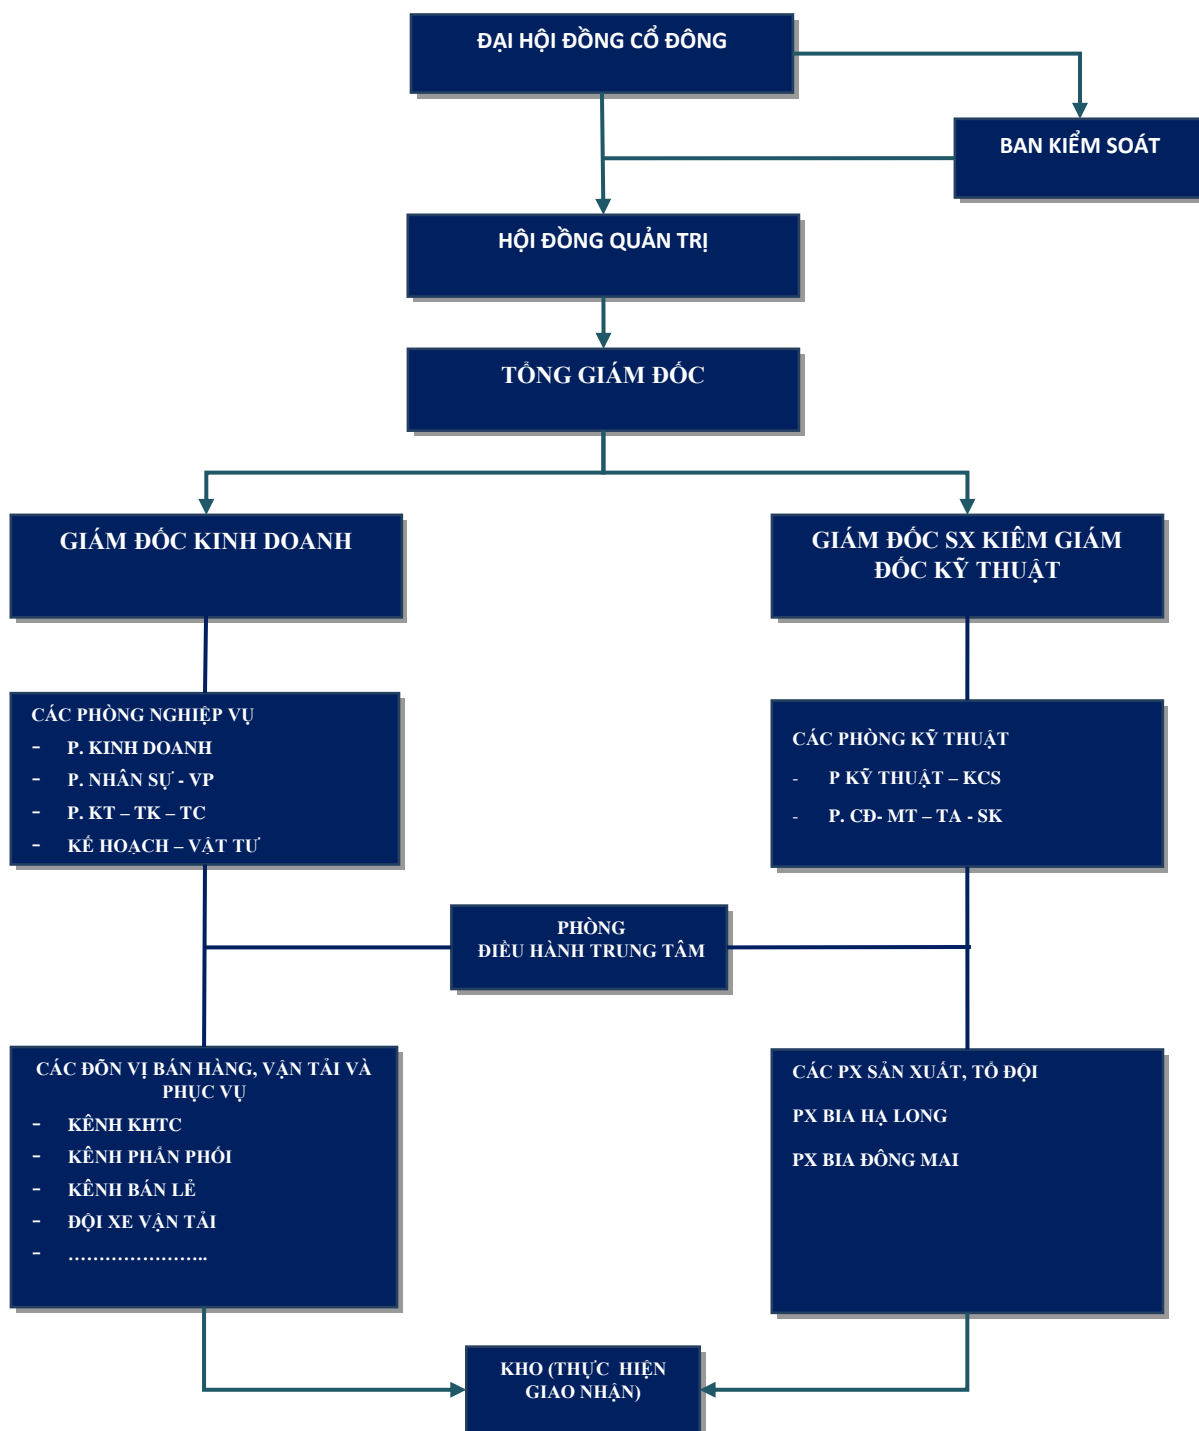 ĐẠI HỘI ĐỒNG CỔ ĐÔNG
BAN KIỂM SOÁT
HỘI ĐỒNG QUẢN TRỊ
TỔNG GIÁM ĐỐC
GIÁM ĐỐC KINH DOANH
GIÁM ĐỐC SX KIÊM GIÁM
ĐỐC KỸ THUẬT
CÁC PHÒNG NGHIỆP VỤ
- P. KINH DOANH
- P. NHÂN SỰ - VP
- P. KT – TK – TC
- KẾ HOẠCH – VẬT TƯ
CÁC PHÒNG KỸ THUẬT
- P KỸ THUẬT – KCS
- P. CĐ- MT – TA - SK
PHÒNG
ĐIỀU HÀNH TRUNG TÂM
CÁC ĐÕN VỊ BÁN HÀNG, VẬN TẢI VÀ
PHỤC VỤ
- KÊNH KHTC
- KÊNH PHẨN PHỐI
- KÊNH BÁN LẺ
- ĐỘI XE VẬN TẢI
- …………………..
CÁC PX SẢN XUẤT, TỔ ĐỘI
PX BIA HẠ LONG
PX BIA ĐÔNG MAI
KHO (THỰC HIỆN
GIAO NHẬN)